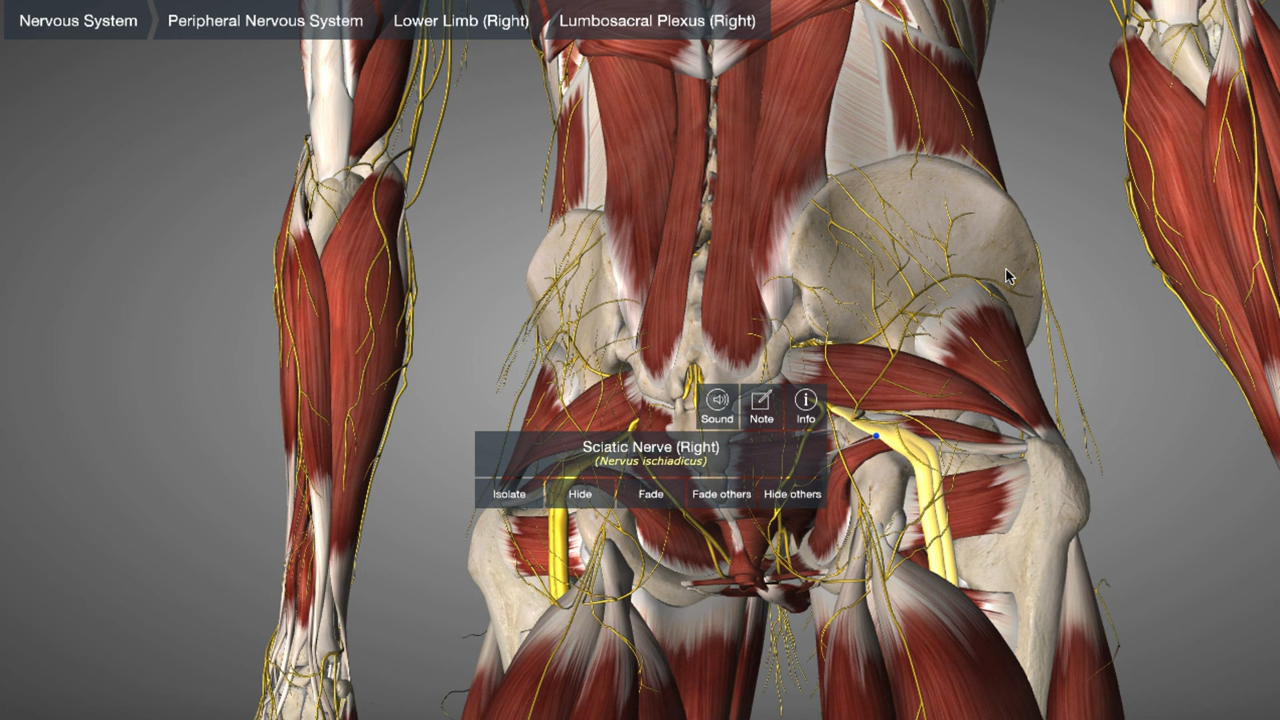 Nervous System Peripheral Nervous System Lower Limb (Right) Lumbosacral Plexus (Right)
Sound Note Info
Sciatic Nerve (Right)
(Nervus ischiadicus)
Isolate Hide Fade Fade others Hide others